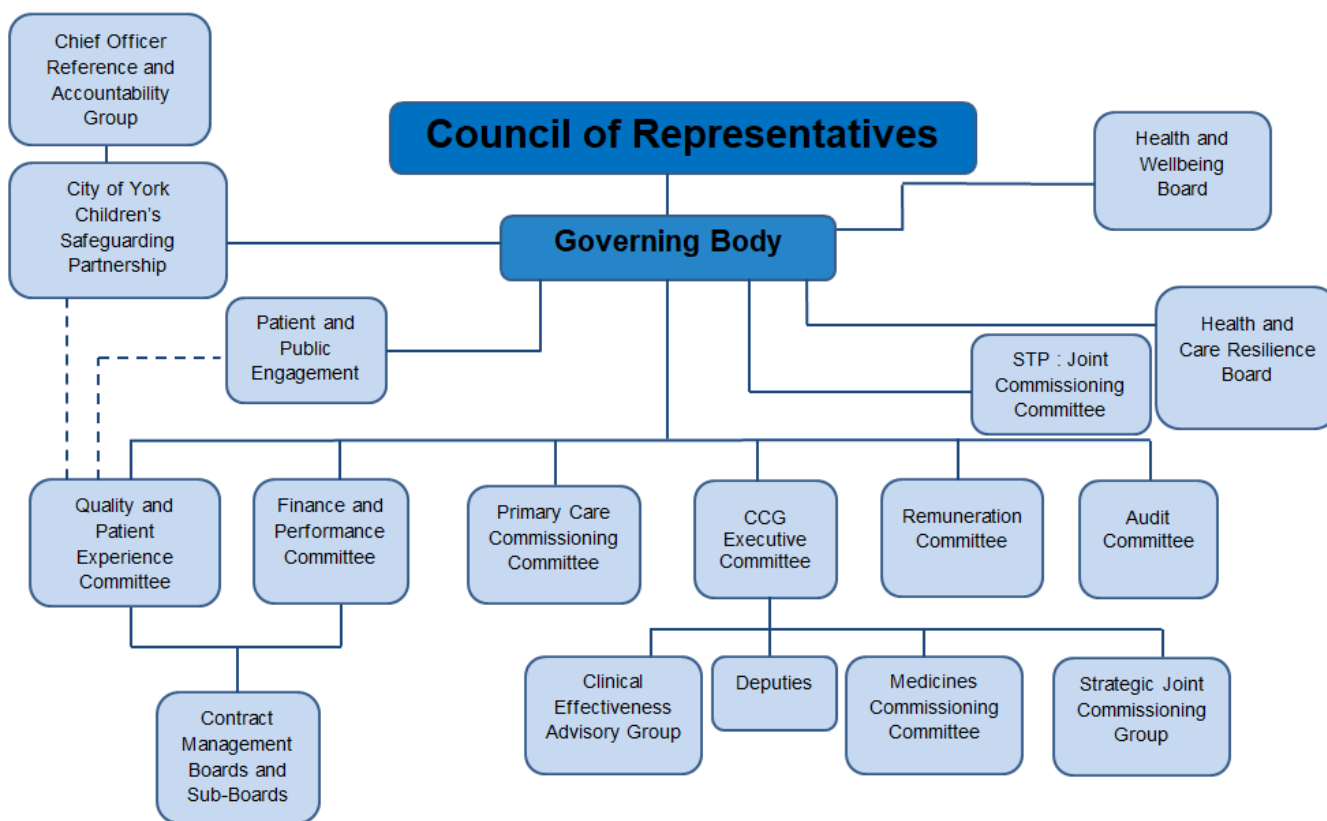 Chief Officer
Reference and
Accountability
Group
Council of Representatives
Health and
Wellbeing
Board
City of York
Children’s
Safeguarding
Partnership
Governing Body
Patient and
Public
Engagement
Health and
Care Resilience
Board
STP : Joint
Commissioning
Committee
Quality and
Patient
Experience
Committee
Finance and
Performance
Committee
Primary Care
Commissioning
Committee
CCG
Executive
Committee
Remuneration
Committee
Audit
Committee
Contract
Management
Boards and
Sub-Boards
Clinical
Effectiveness
Advisory Group
Deputies
Medicines
Commissioning
Committee
Strategic Joint
Commissioning
Group